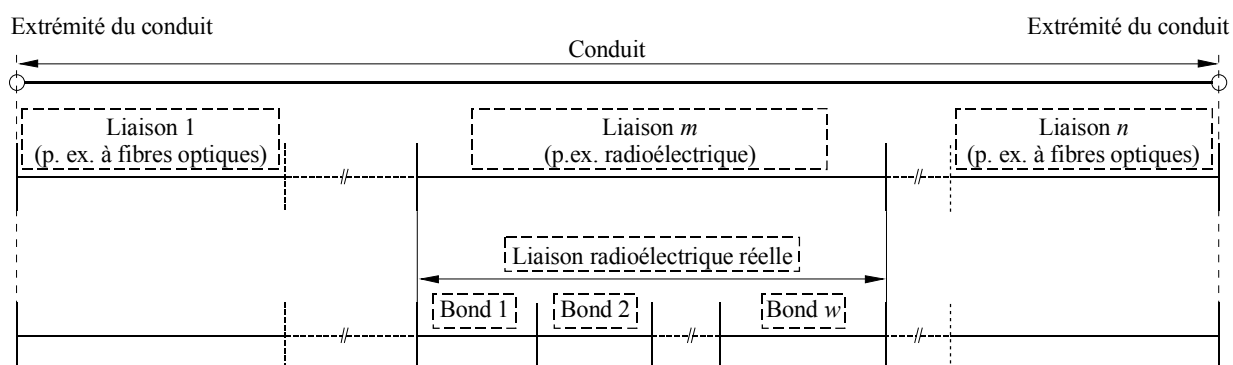 Extrémité du conduit
Extrémité du conduit
Conduit
Liaison 1
(p. ex. à fibres optiques)
Liaison m
(p.ex. radioélectrique)
Liaison n
(p. ex. à fibres optiques)
Liaison radioélectrique réelle
Bond 1
Bond 2
Bond w